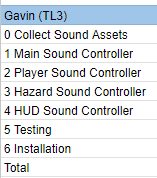 Gavin (TL3)
0 Collect Sound Assets
1 Main Sound Controller
2 Player Sound Controller
3 Hazard Sound Controller
4 HUD Sound Controller
5 Testing
6 Installation
Total